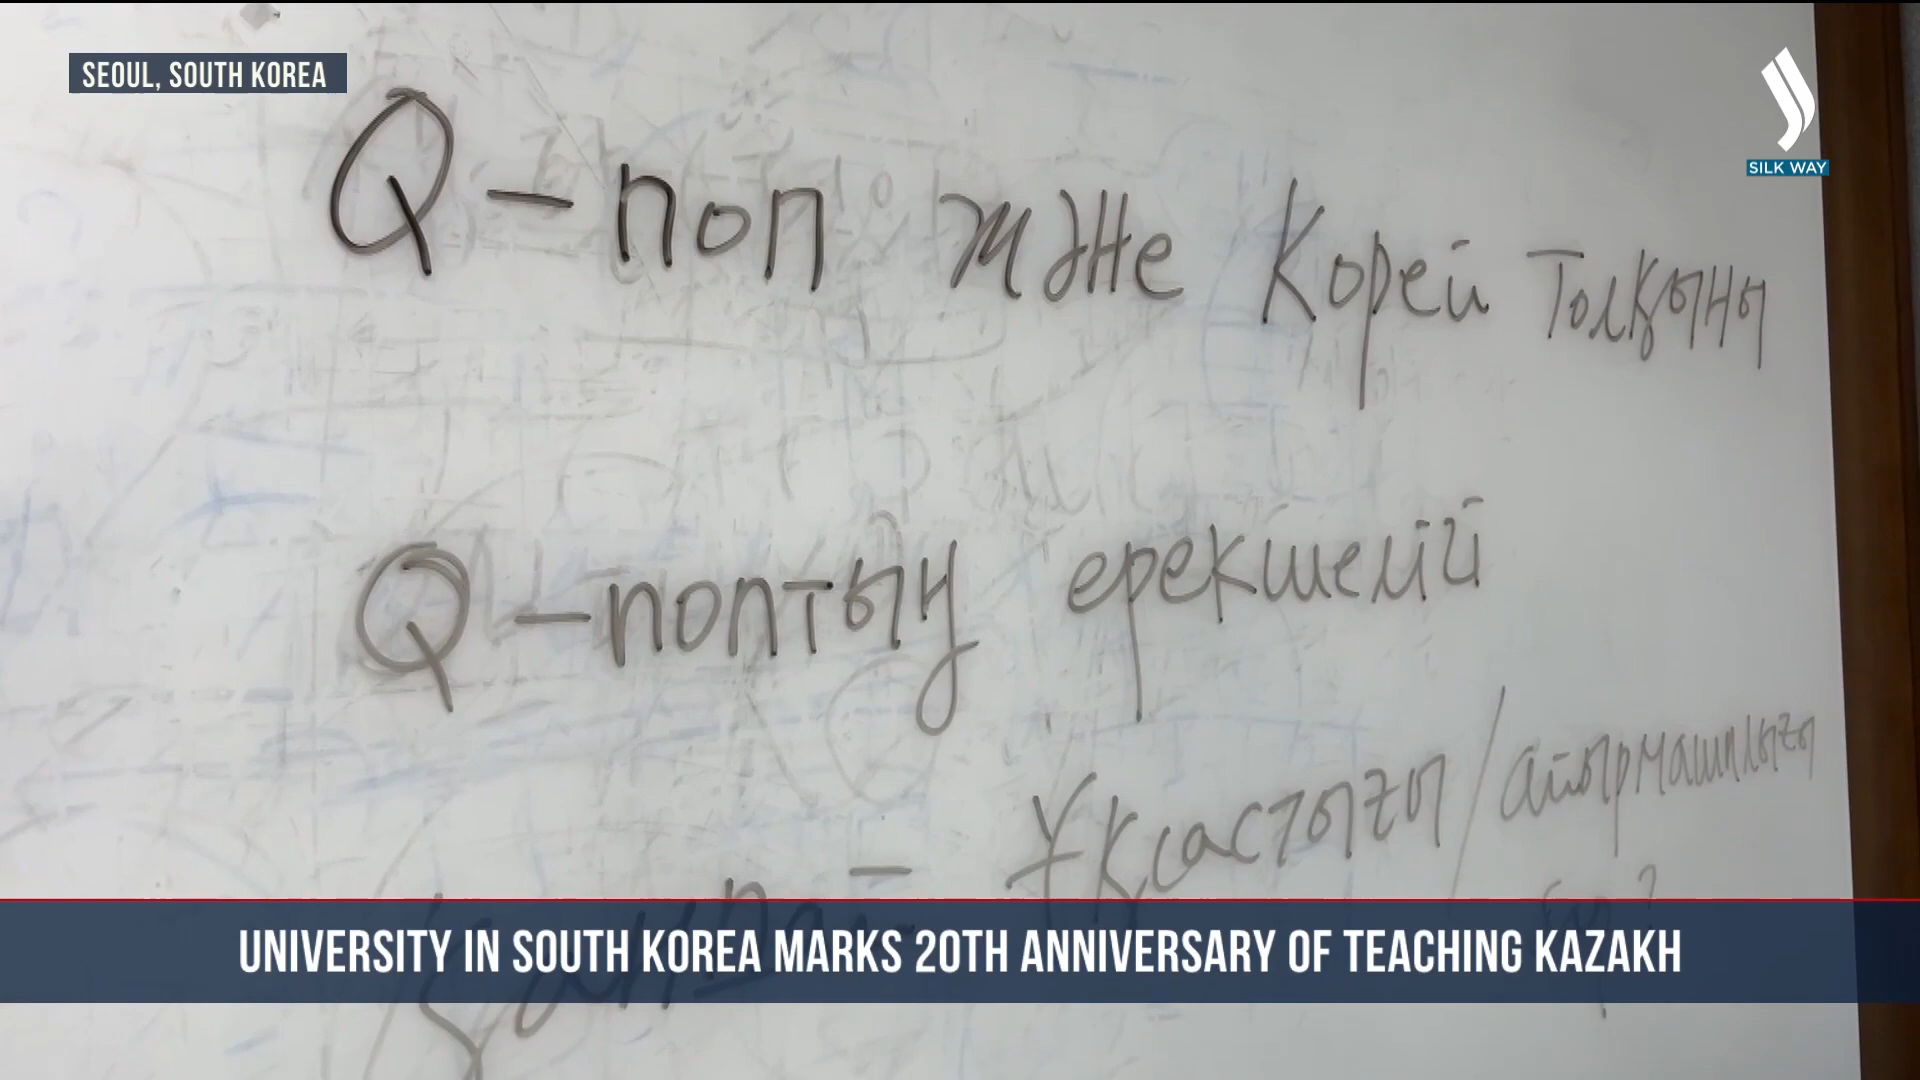 SEOUL, SOUTH KOREA
SILK WAY
Q-поп және Корей толқыны
Q-поптың ерекшелігі
Ұқсастығы/айырмашылығы
UNIVERSITY IN SOUTH KOREA MARKS 20TH ANNIVERSARY OF TEACHING KAZAKH